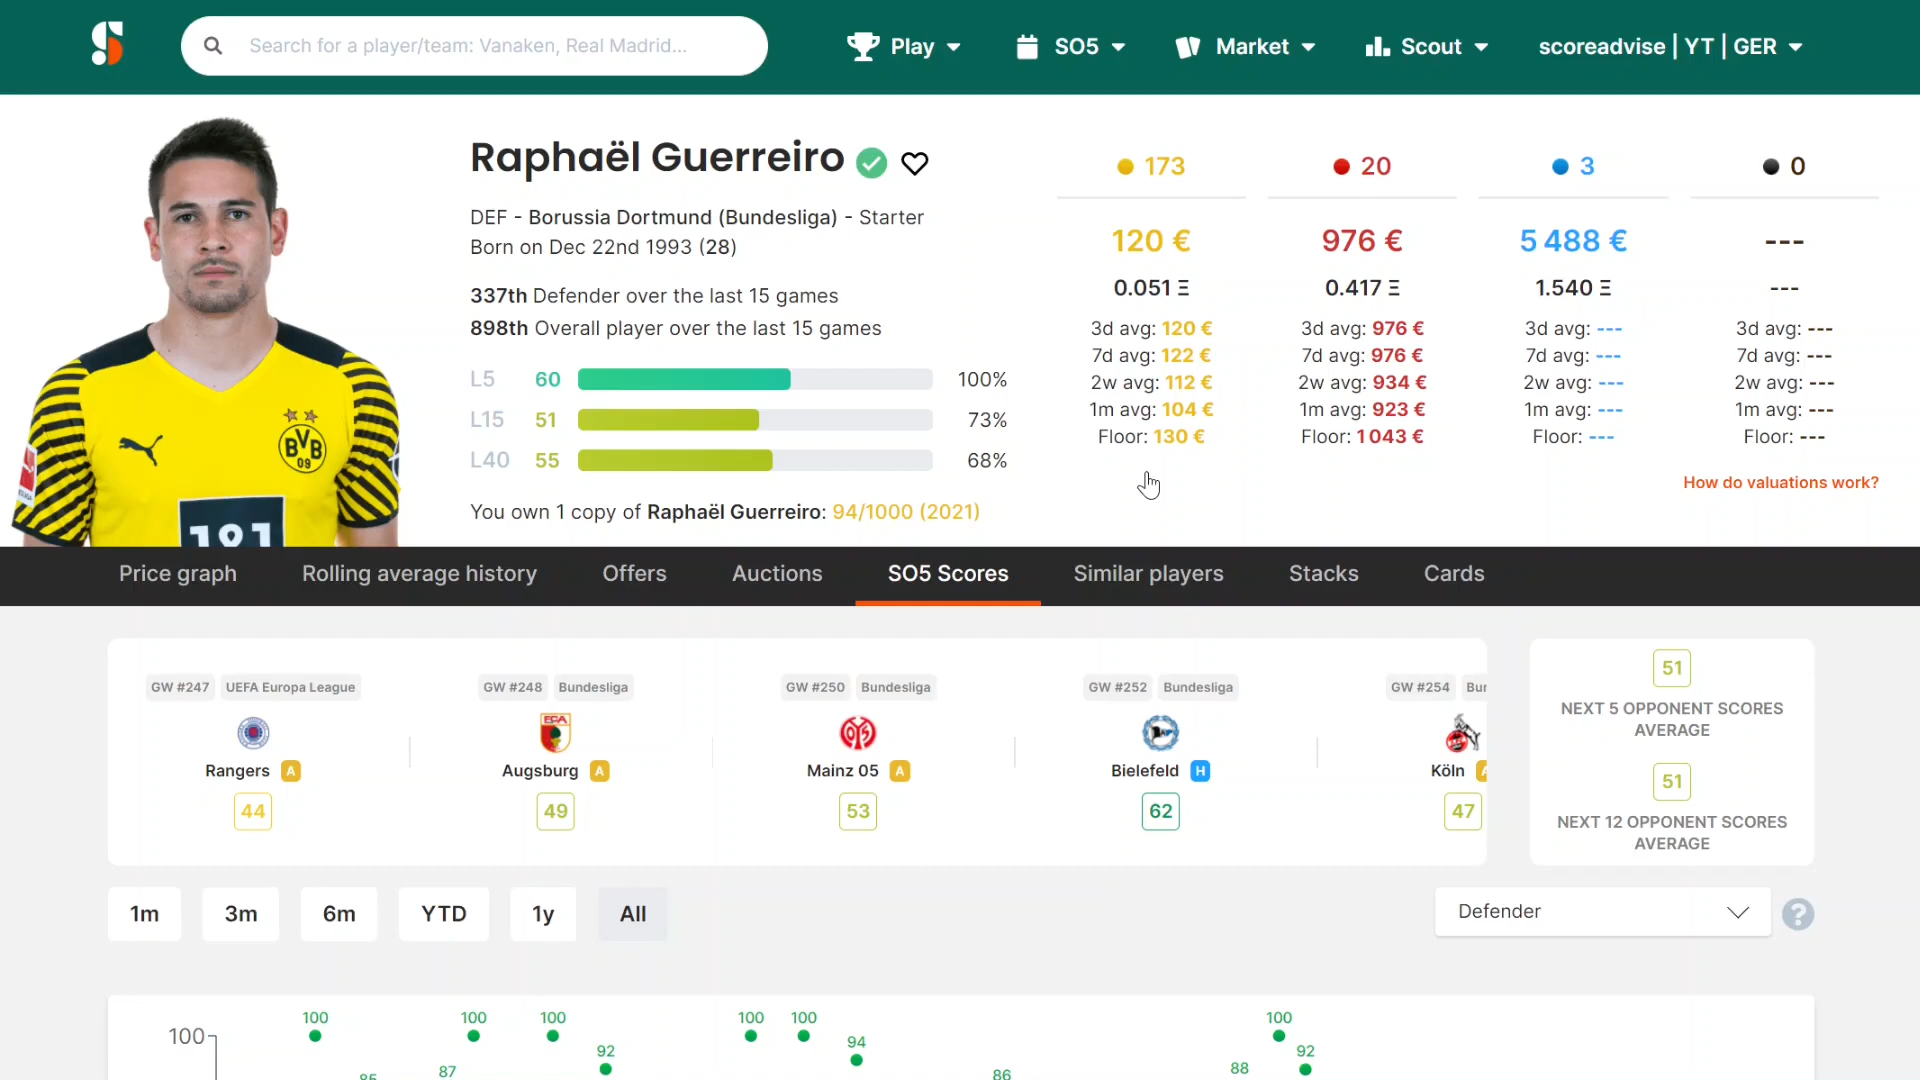 Search for a player/team: Vanaken, Real Madrid...
Play
SO5
Market
Scout
scoreadvise | YT | GER
Raphaël Guerreiro
DEF - Borussia Dortmund (Bundesliga) - Starter
Born on Dec 22nd 1993 (28)
337th Defender over the last 15 games
898th Overall player over the last 15 games
L5 60 100%
L15 51 73%
L40 55 68%
You own 1 copy of Raphaël Guerreiro: 94/1000 (2021)
173
120 €
0.051 Ξ
3d avg: 120 €
7d avg: 122 €
2w avg: 112 €
1m avg: 104 €
Floor: 130 €
20
976 €
0.417 Ξ
3d avg: 976 €
7d avg: 976 €
2w avg: 934 €
1m avg: 923 €
Floor: 1 043 €
3
5 488 €
1.540 Ξ
3d avg: ---
7d avg: ---
2w avg: ---
1m avg: ---
Floor: ---
0
---
---
3d avg: ---
7d avg: ---
2w avg: ---
1m avg: ---
Floor: ---
How do valuations work?
BVB
09
1&1
Price graph
Rolling average history
Offers
Auctions
SO5 Scores
Similar players
Stacks
Cards
GW #247 UEFA Europa League
Rangers A
44
GW #248 Bundesliga
FCA
Augsburg A
49
GW #250 Bundesliga
Mainz 05 A
53
GW #252 Bundesliga
Bielefeld H
62
GW #254 Bun
Köln A
47
51
NEXT 5 OPPONENT SCORES
AVERAGE
51
NEXT 12 OPPONENT SCORES
AVERAGE
1m
3m
6m
YTD
1y
All
Defender
?
100
100
100
100
100
100
100
94
92
92
85
87
86
88